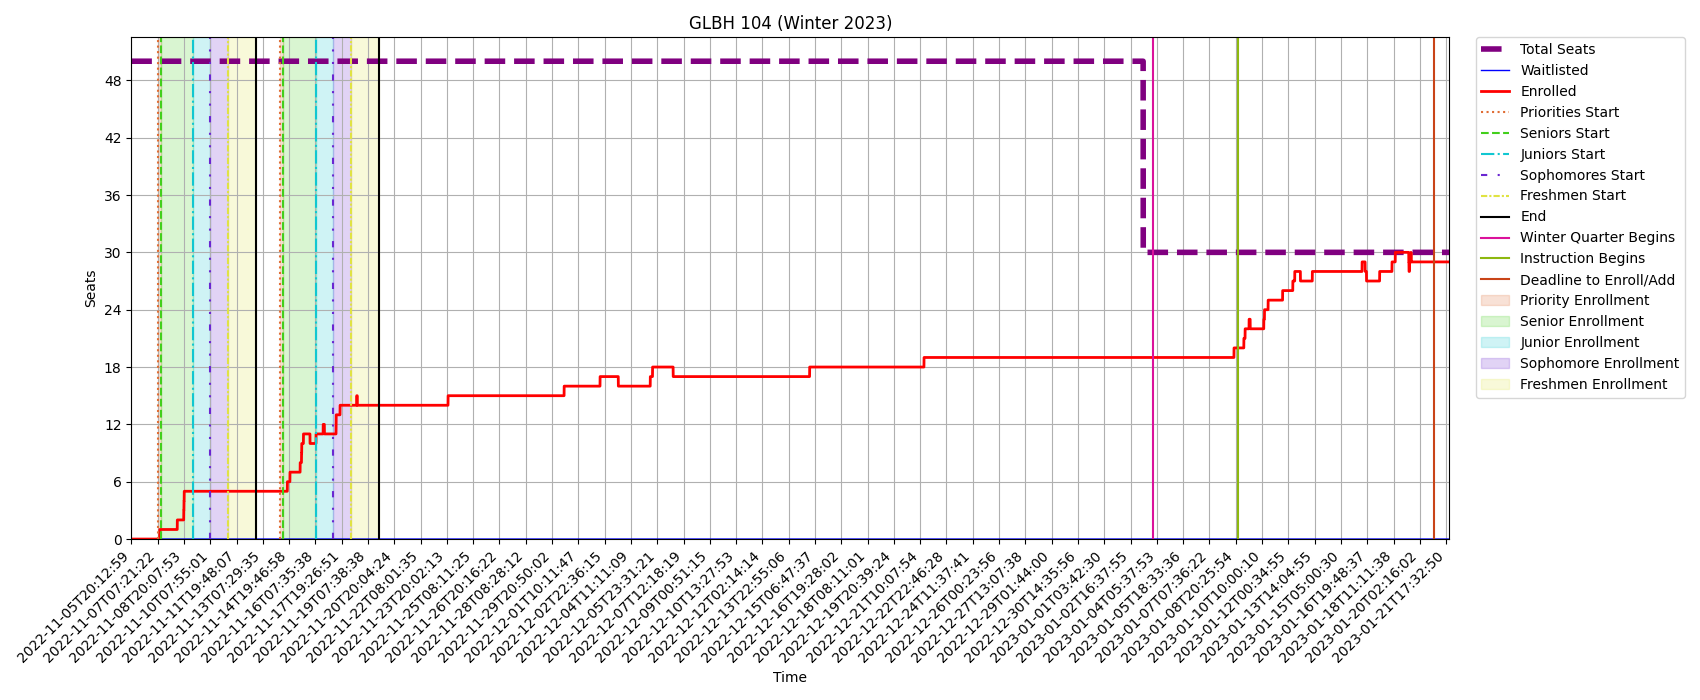 GLBH 104 (Winter 2023)
Seats
48
42
36
30
24
18
12
6
0
2022-11-05T20:12:59
2022-11-07T07:21:22
2022-11-08T20:07:53
2022-11-10T07:55:01
2022-11-11T19:48:07
2022-11-13T07:29:35
2022-11-14T19:46:58
2022-11-16T07:35:38
2022-11-17T19:26:51
2022-11-19T07:38:38
2022-11-20T20:04:24
2022-11-22T08:01:35
2022-11-23T20:02:13
2022-11-25T08:11:25
2022-11-26T20:16:22
2022-11-28T08:28:12
2022-11-29T20:50:02
2022-12-01T10:11:47
2022-12-02T22:36:15
2022-12-04T11:11:09
2022-12-05T23:31:21
2022-12-07T12:18:19
2022-12-09T00:51:15
2022-12-10T13:27:53
2022-12-12T02:14:14
2022-12-13T22:55:06
2022-12-15T06:47:37
2022-12-16T19:28:02
2022-12-18T08:11:01
2022-12-19T20:39:24
2022-12-21T10:07:54
2022-12-22T22:46:28
2022-12-24T11:37:41
2022-12-26T00:23:56
2022-12-27T13:07:38
2022-12-29T01:44:00
2022-12-30T14:35:56
2023-01-01T03:42:30
2023-01-02T16:37:55
2023-01-04T05:37:53
2023-01-05T18:33:36
2023-01-07T07:36:22
2023-01-08T20:25:54
2023-01-10T10:00:10
2023-01-12T00:34:55
2023-01-13T14:04:55
2023-01-15T05:00:36
2023-01-16T19:48:37
2023-01-18T11:11:38
2023-01-20T02:16:02
2023-01-21T17:32:50
Time
Total Seats
Waitlisted
Enrolled
Priorities Start
Seniors Start
Juniors Start
Sophomores Start
Freshmen Start
End
Winter Quarter Begins
Instruction Begins
Deadline to Enroll/Add
Priority Enrollment
Senior Enrollment
Junior Enrollment
Sophomore Enrollment
Freshmen Enrollment